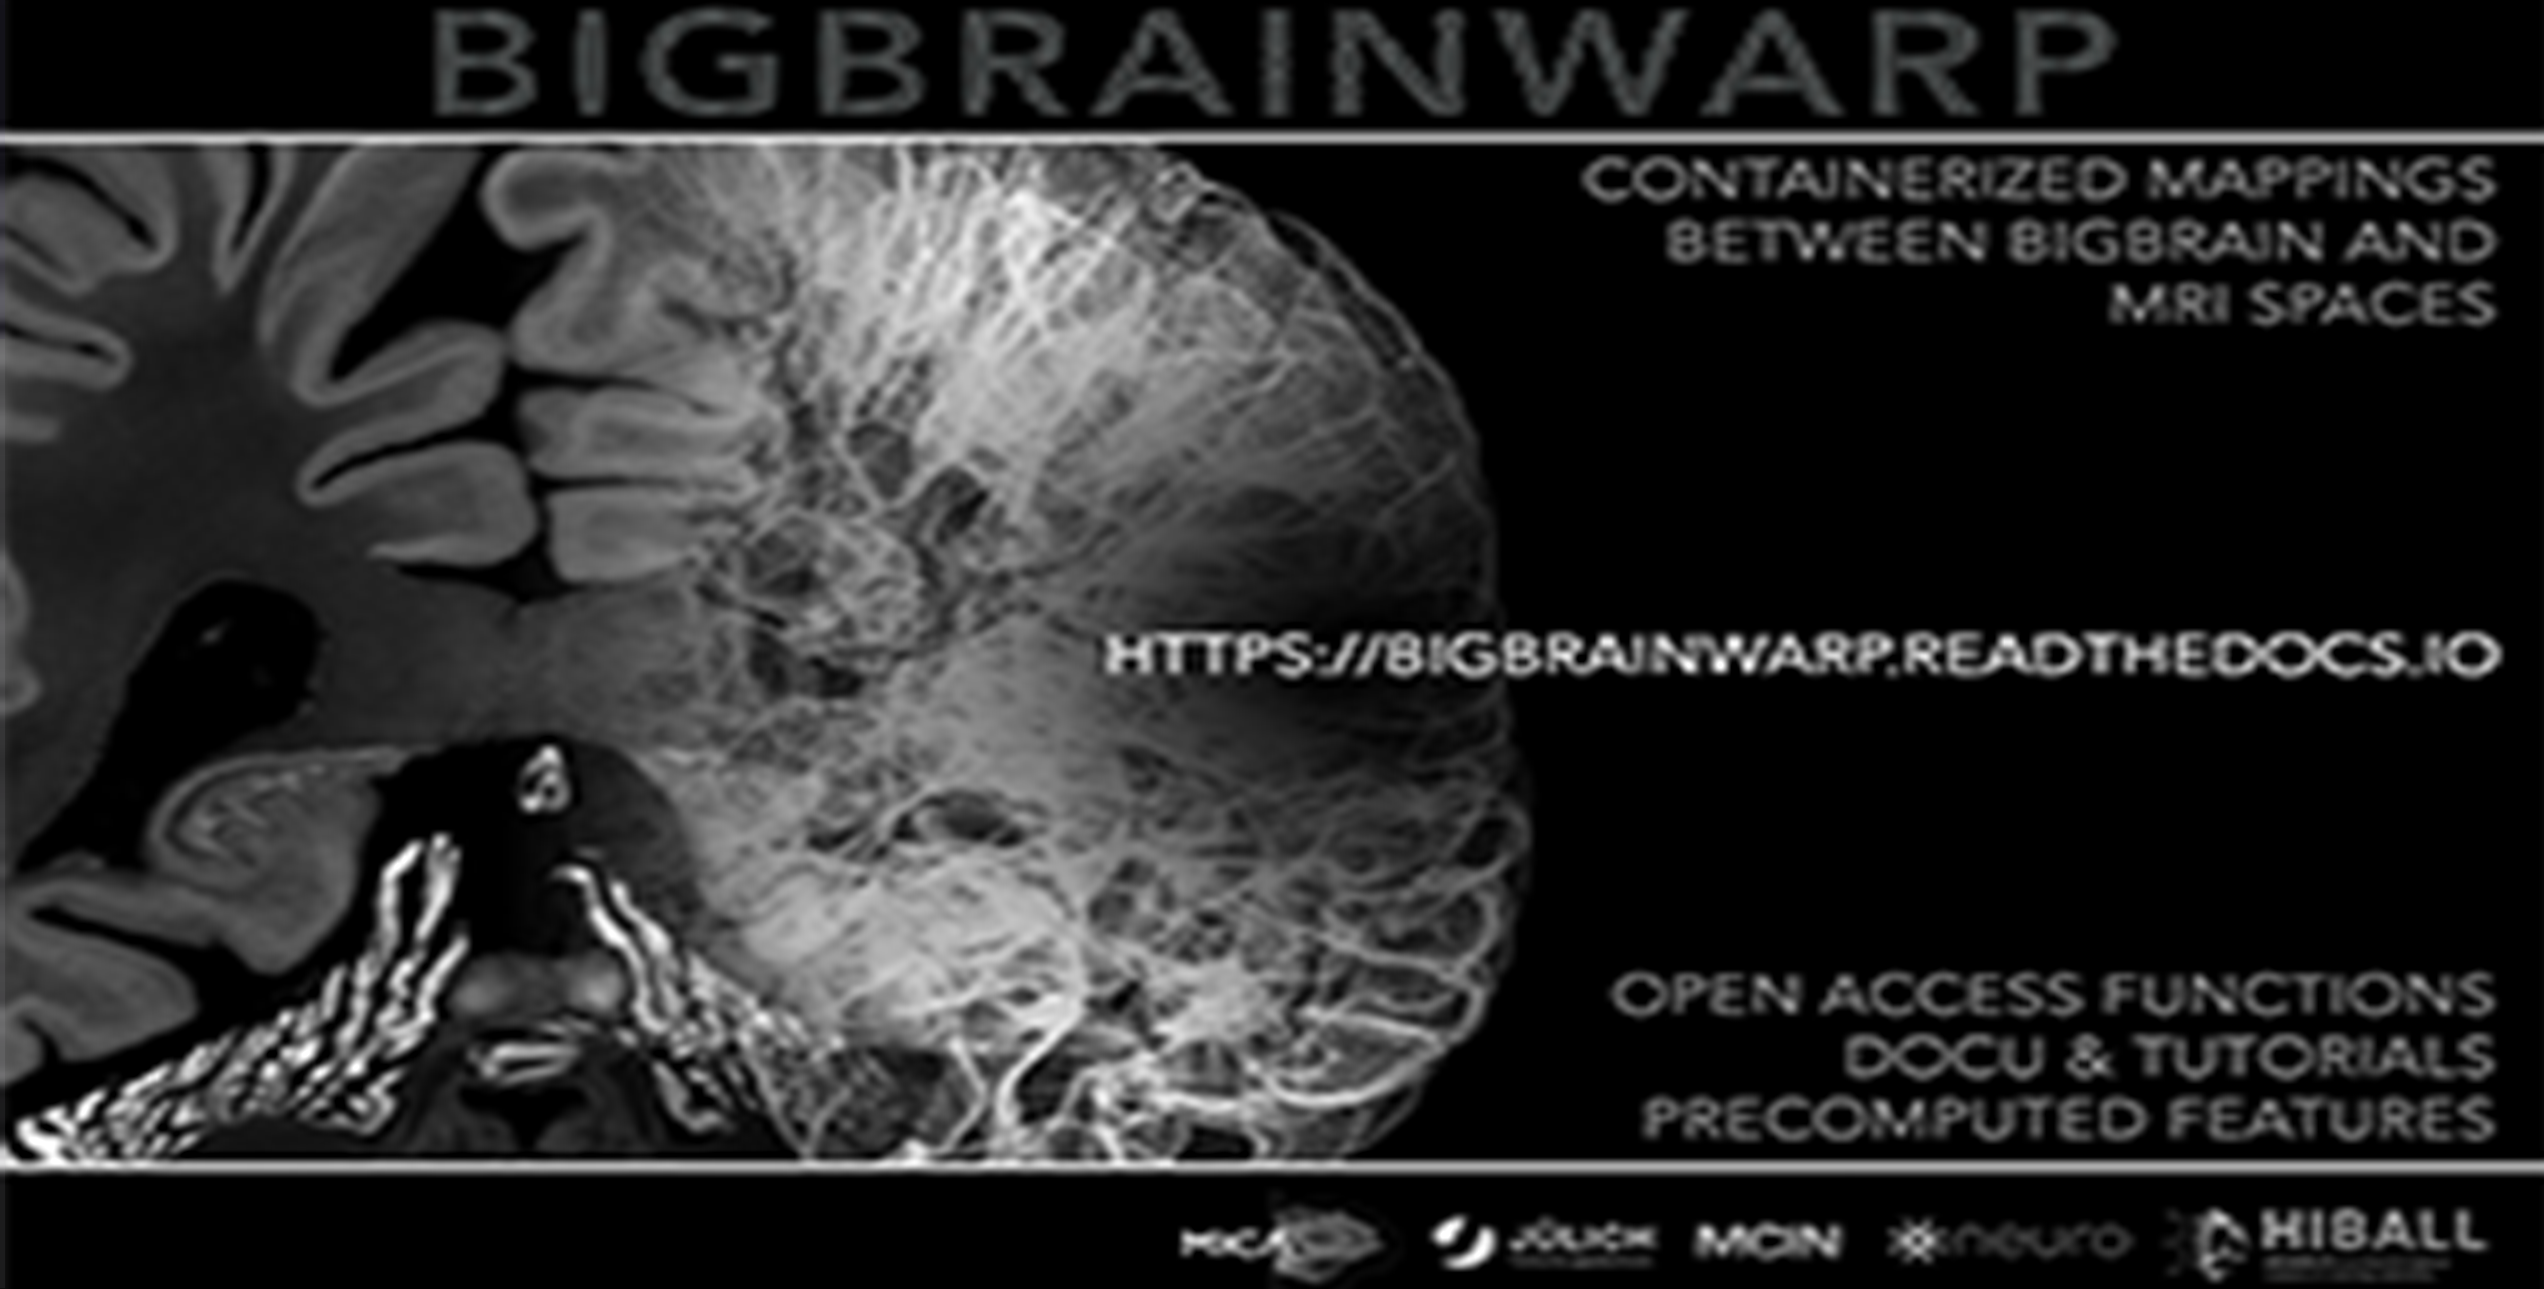 BIGBRAINWARP
CONTAINERIZED MAPPINGS
BETWEEN BIGBRAIN AND
MRI SPACES
HTTPS://BIGBRAINWARP.READTHEDOCS.IO
OPEN ACCESS FUNCTIONS
DOCU & TUTORIALS
PRECOMPUTED FEATURES
MICA JÜLICH MCIN neuro HIBALL